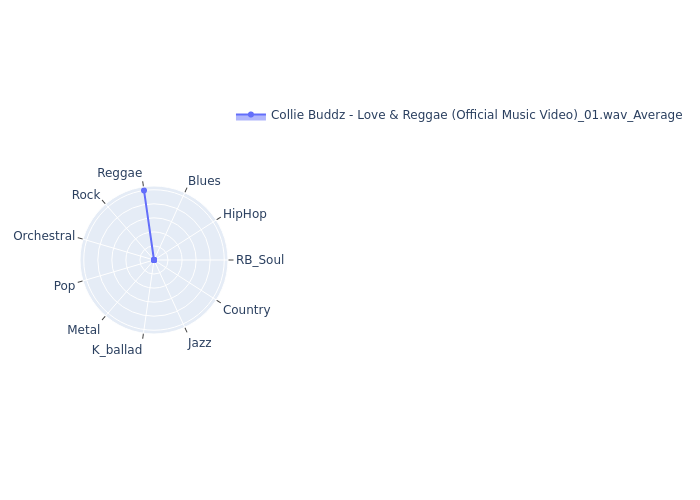 Collie Buddz - Love & Reggae (Official Music Video)_01.wav_Average
Reggae
Blues
Rock
HipHop
Orchestral
RB_Soul
Pop
Country
Metal
Jazz
K_ballad